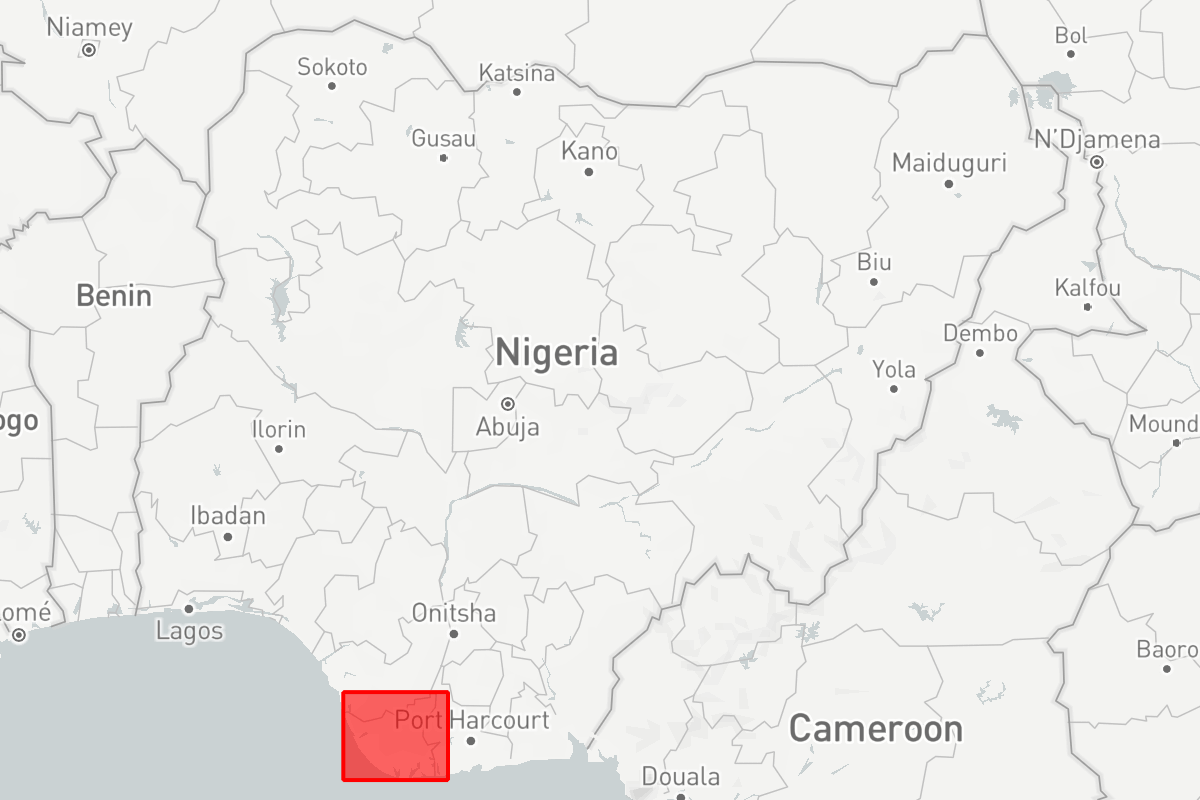 Niamey
Bol
Sokoto
Katsina
Gusau
N'Djamena
Kano
Maiduguri
Biu
Kalfou
Benin
Dembo
Nigeria
Yola
ogo
Abuja
Ilorin
Mound
Ibadan
Onitsha
omé
Lagos
Baoro
Port Harcourt
Cameroon
Douala